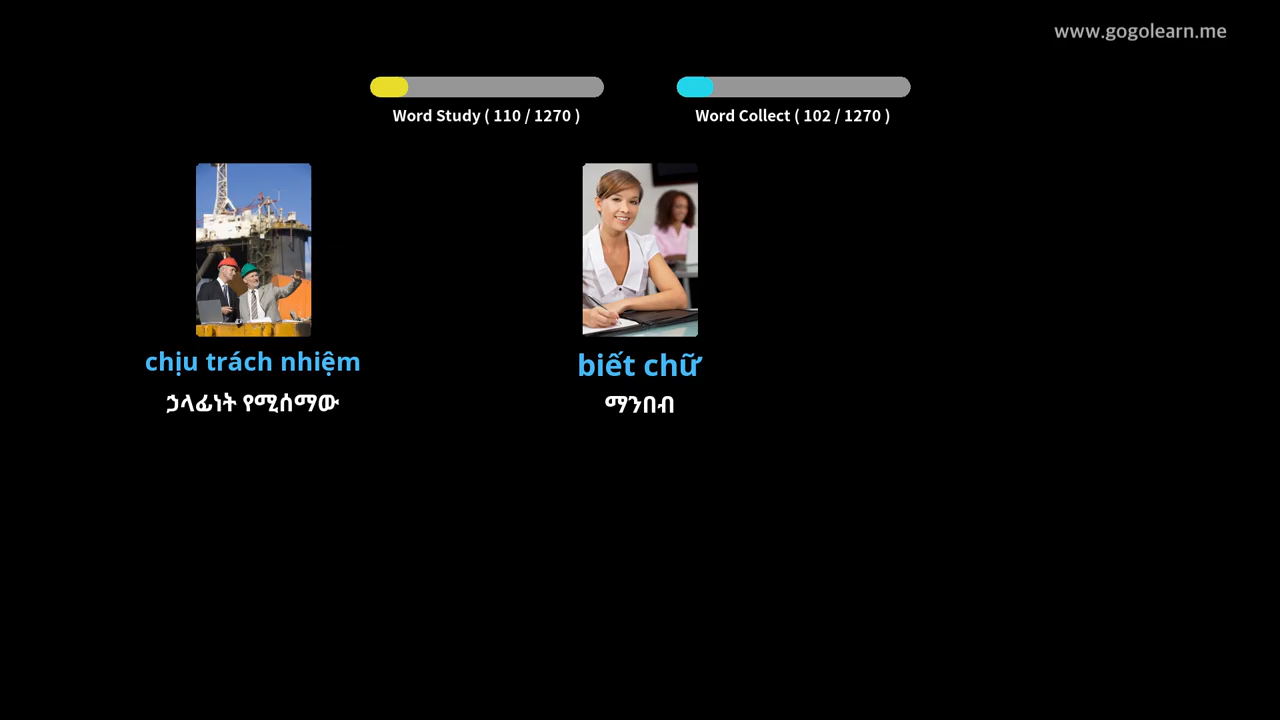 www.gogolearn.me
Word Study ( 110 / 1270 )
Word Collect ( 102 / 1270 )
chịu trách nhiệm
ኃላፊነት የሚሰማው
biết chữ
ማንበብ